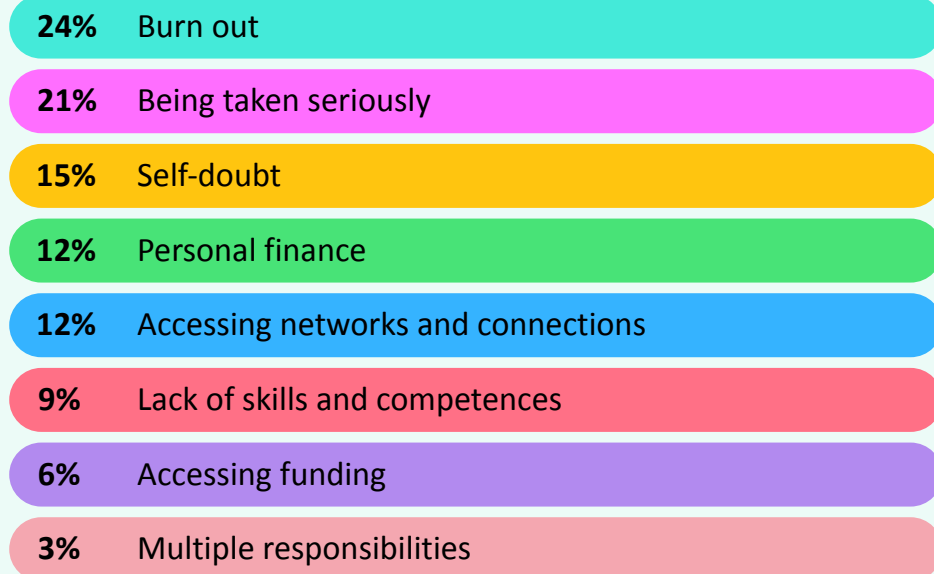 24% Burn out
21% Being taken seriously
15% Self-doubt
12% Personal finance
12% Accessing networks and connections
9% Lack of skills and competences
6% Accessing funding
3% Multiple responsibilities